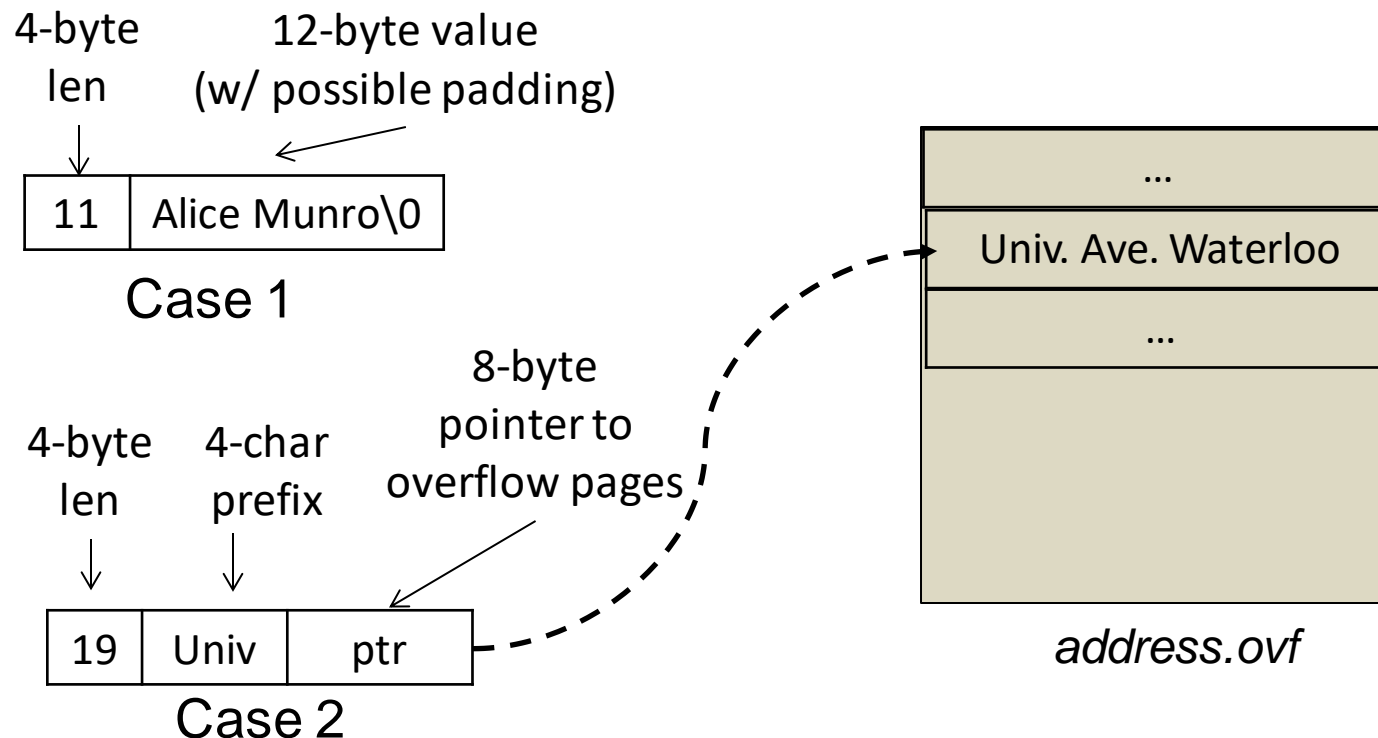 4-byte
len
12-byte value
(w/ possible padding)
11
Alice Munro\0
Case 1
4-byte
len
4-char
prefix
8-byte
pointer to
overflow pages
19
Univ
ptr
Case 2
...
Univ. Ave. Waterloo
...
address.ovf